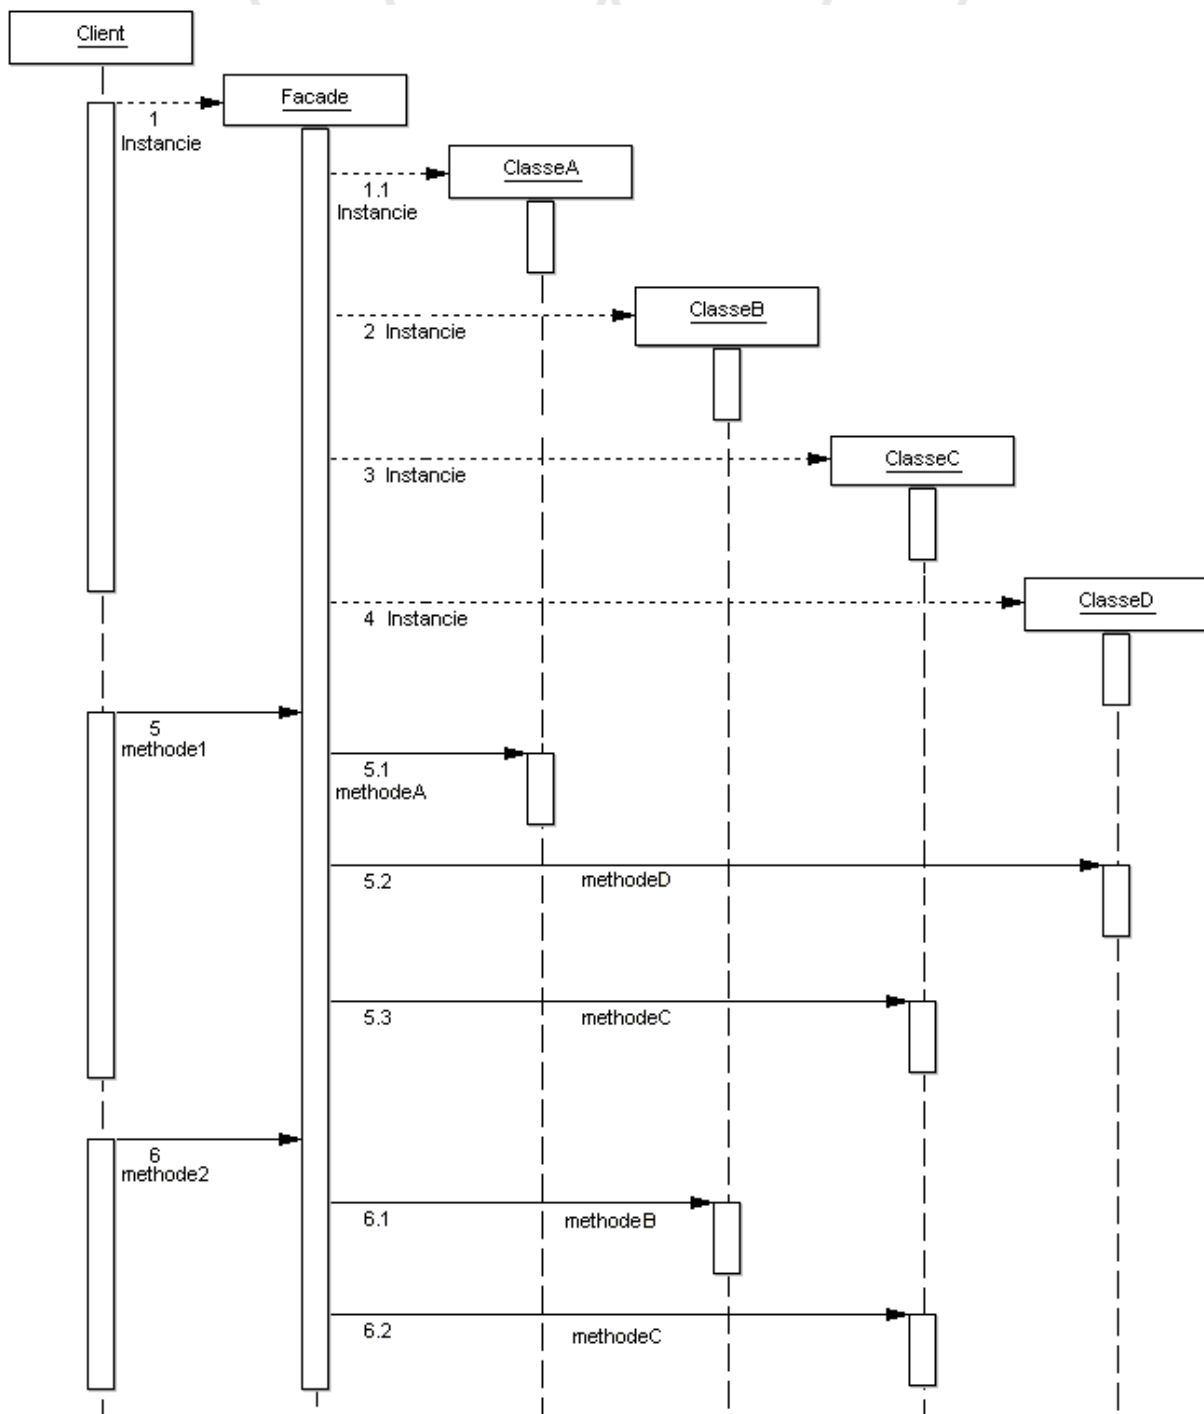 Client
Facade
1
Instancie
ClasseA
1.1
Instancie
ClasseB
2 Instancie
ClasseC
3 Instancie
ClasseD
4 Instancie
5
methode1
5.1
methodeA
5.2 methodeD
5.3 methodeC
6
methode2
6.1 methodeB
6.2 methodeC